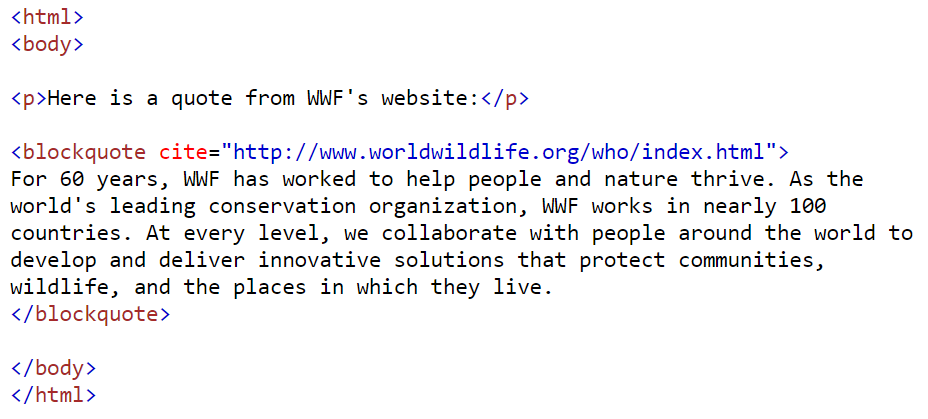 <html>
<body>
<p>Here is a quote from WWF's website:</p>
<blockquote cite="http://www.worldwildlife.org/who/index.html">
For 60 years, WWF has worked to help people and nature thrive. As the
world's leading conservation organization, WWF works in nearly 100
countries. At every level, we collaborate with people around the world to
develop and deliver innovative solutions that protect communities,
wildlife, and the places in which they live.
</blockquote>
</body>
</html>